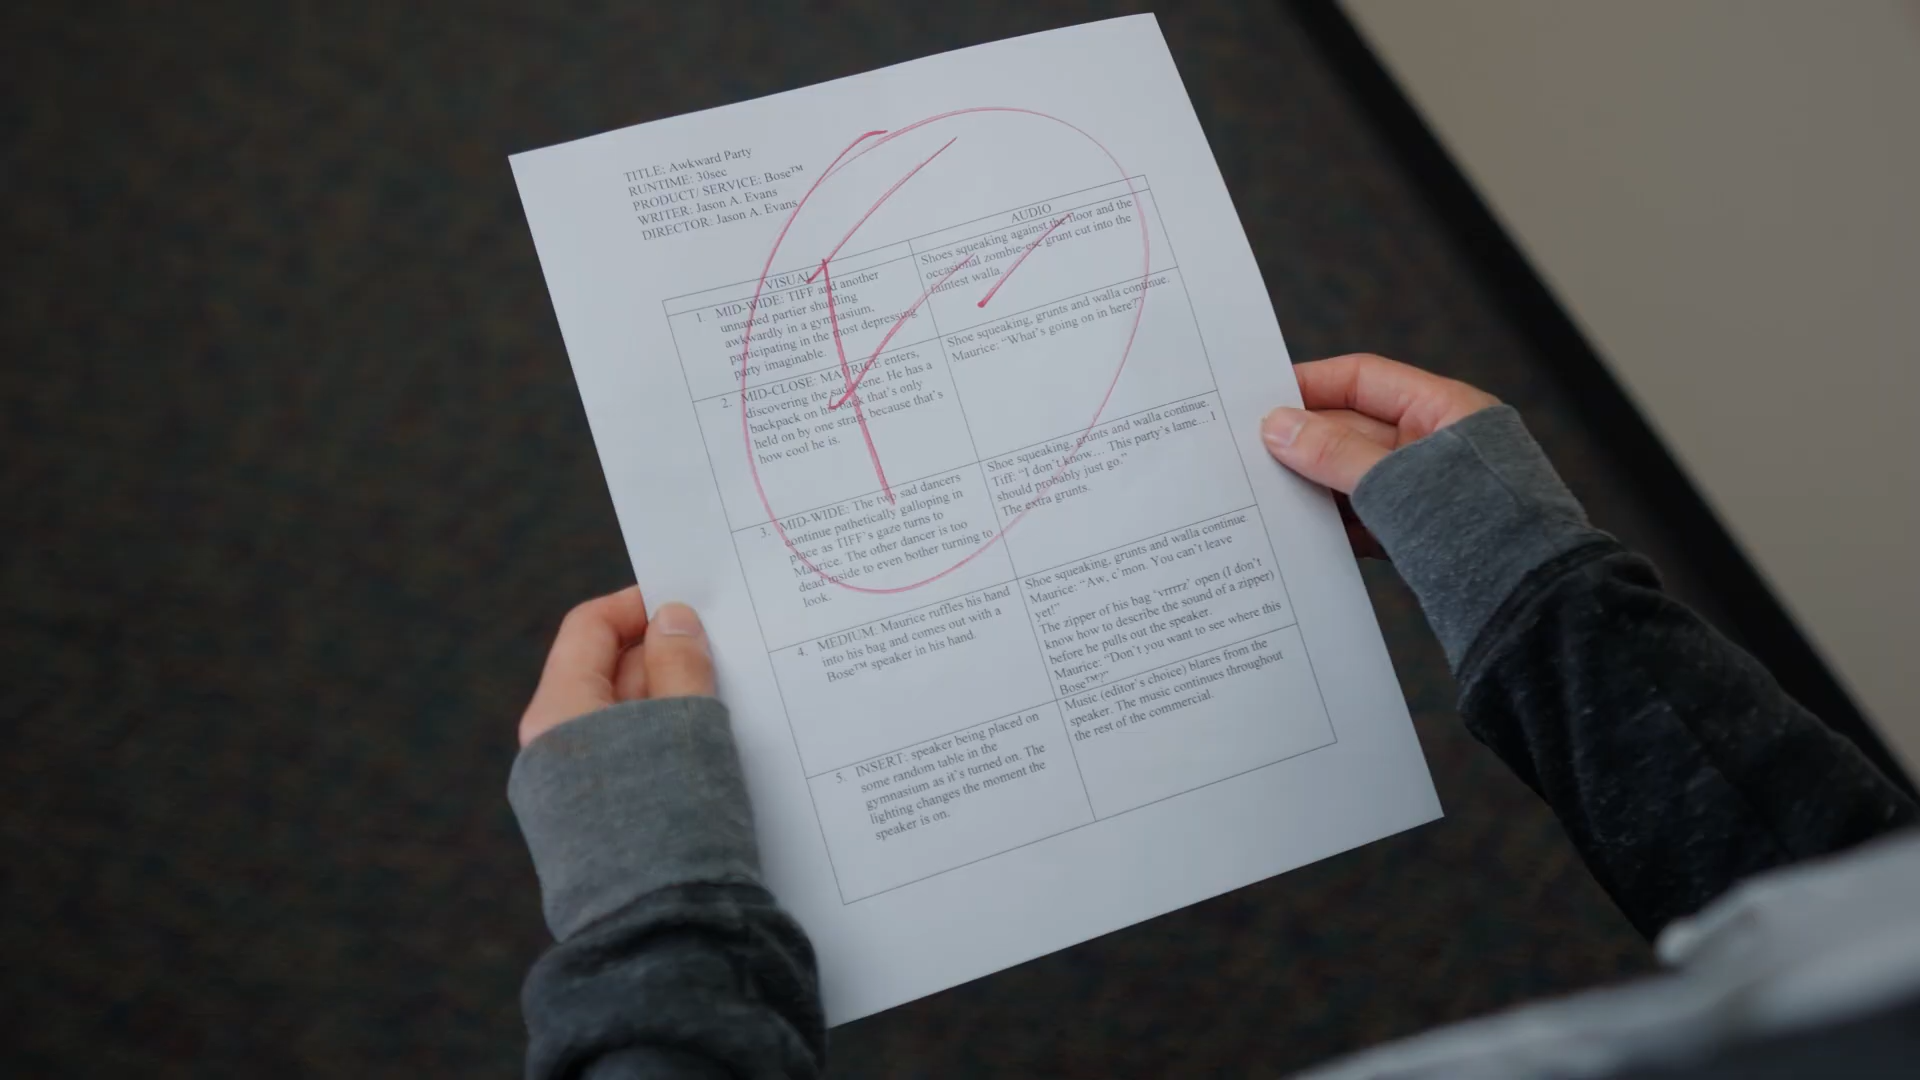 TITLE: Awkward Party
RUNTIME: 30sec
PRODUCT/ SERVICE: Bose™
WRITER: Jason A. Evans
DIRECTOR: Jason A. Evans
F-
VISUAL
1. MID-WIDE: TIFF and another
unnamed partier shuffling
awkwardly in a gymnasium,
participating in the most depressing
party imaginable.
AUDIO
Shoes squeaking against the floor and the
occasional zombie-esc grunt cut into the
faintest walla.
2. MID-CLOSE: MAURICE enters,
discovering the sad scene. He has a
backpack on his back that's only
held on by one strap, because that's
how cool he is.
Shoe squeaking, grunts and walla continue.
Maurice: “What's going on in here?”
3. MID-WIDE: The two sad dancers
continue pathetically galloping in
place as TIFF's gaze turns to
Maurice. The other dancer is too
dead inside to even bother turning to
look.
Shoe squeaking, grunts and walla continue.
Tiff: “I don't know… This party's lame… I
should probably just go.”
The extra grunts.
4. MEDIUM: Maurice ruffles his hand
into his bag and comes out with a
Bose™ speaker in his hand.
Shoe squeaking, grunts and walla continue
Maurice: “Aw, c'mon. You can't leave
yet!”
The zipper of his bag ‘vrrrrz’ open (I don't
know how to describe the sound of a zipper)
before he pulls out the speaker.
Maurice: “Don't you want to see where this
Bose™?”
5. INSERT: speaker being placed on
some random table in the
gymnasium as it's turned on. The
lighting changes the moment the
speaker is on.
Music (editor's choice) blares from the
speaker. The music continues throughout
the rest of the commercial.